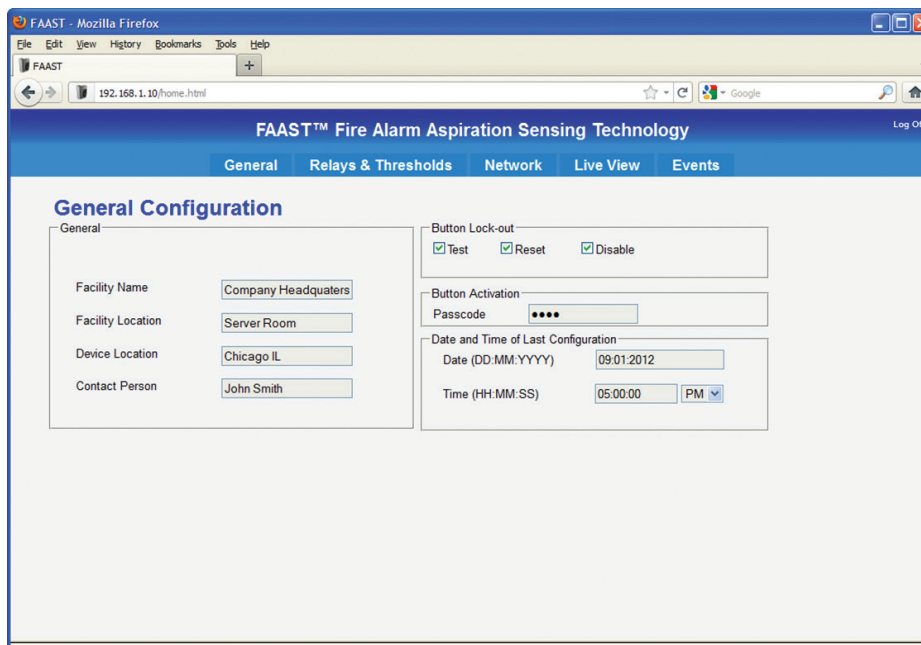 FAAST - Mozilla Firefox
File Edit View History Bookmarks Tools Help
FAAST
192.168.1.10/home.html
Google
FAAST™ Fire Alarm Aspiration Sensing Technology
Log
General Relays & Thresholds Network Live View Events
General Configuration
General
Facility Name Company Headquaters
Facility Location Server Room
Device Location Chicago IL
Contact Person John Smith
Button Lock-out
Test Reset Disable
Button Activation
Passcode ●●●●
Date and Time of Last Configuration
Date (DD:MM:YYYY) 09:01:2012
Time (HH:MM:SS) 05:00:00 PM